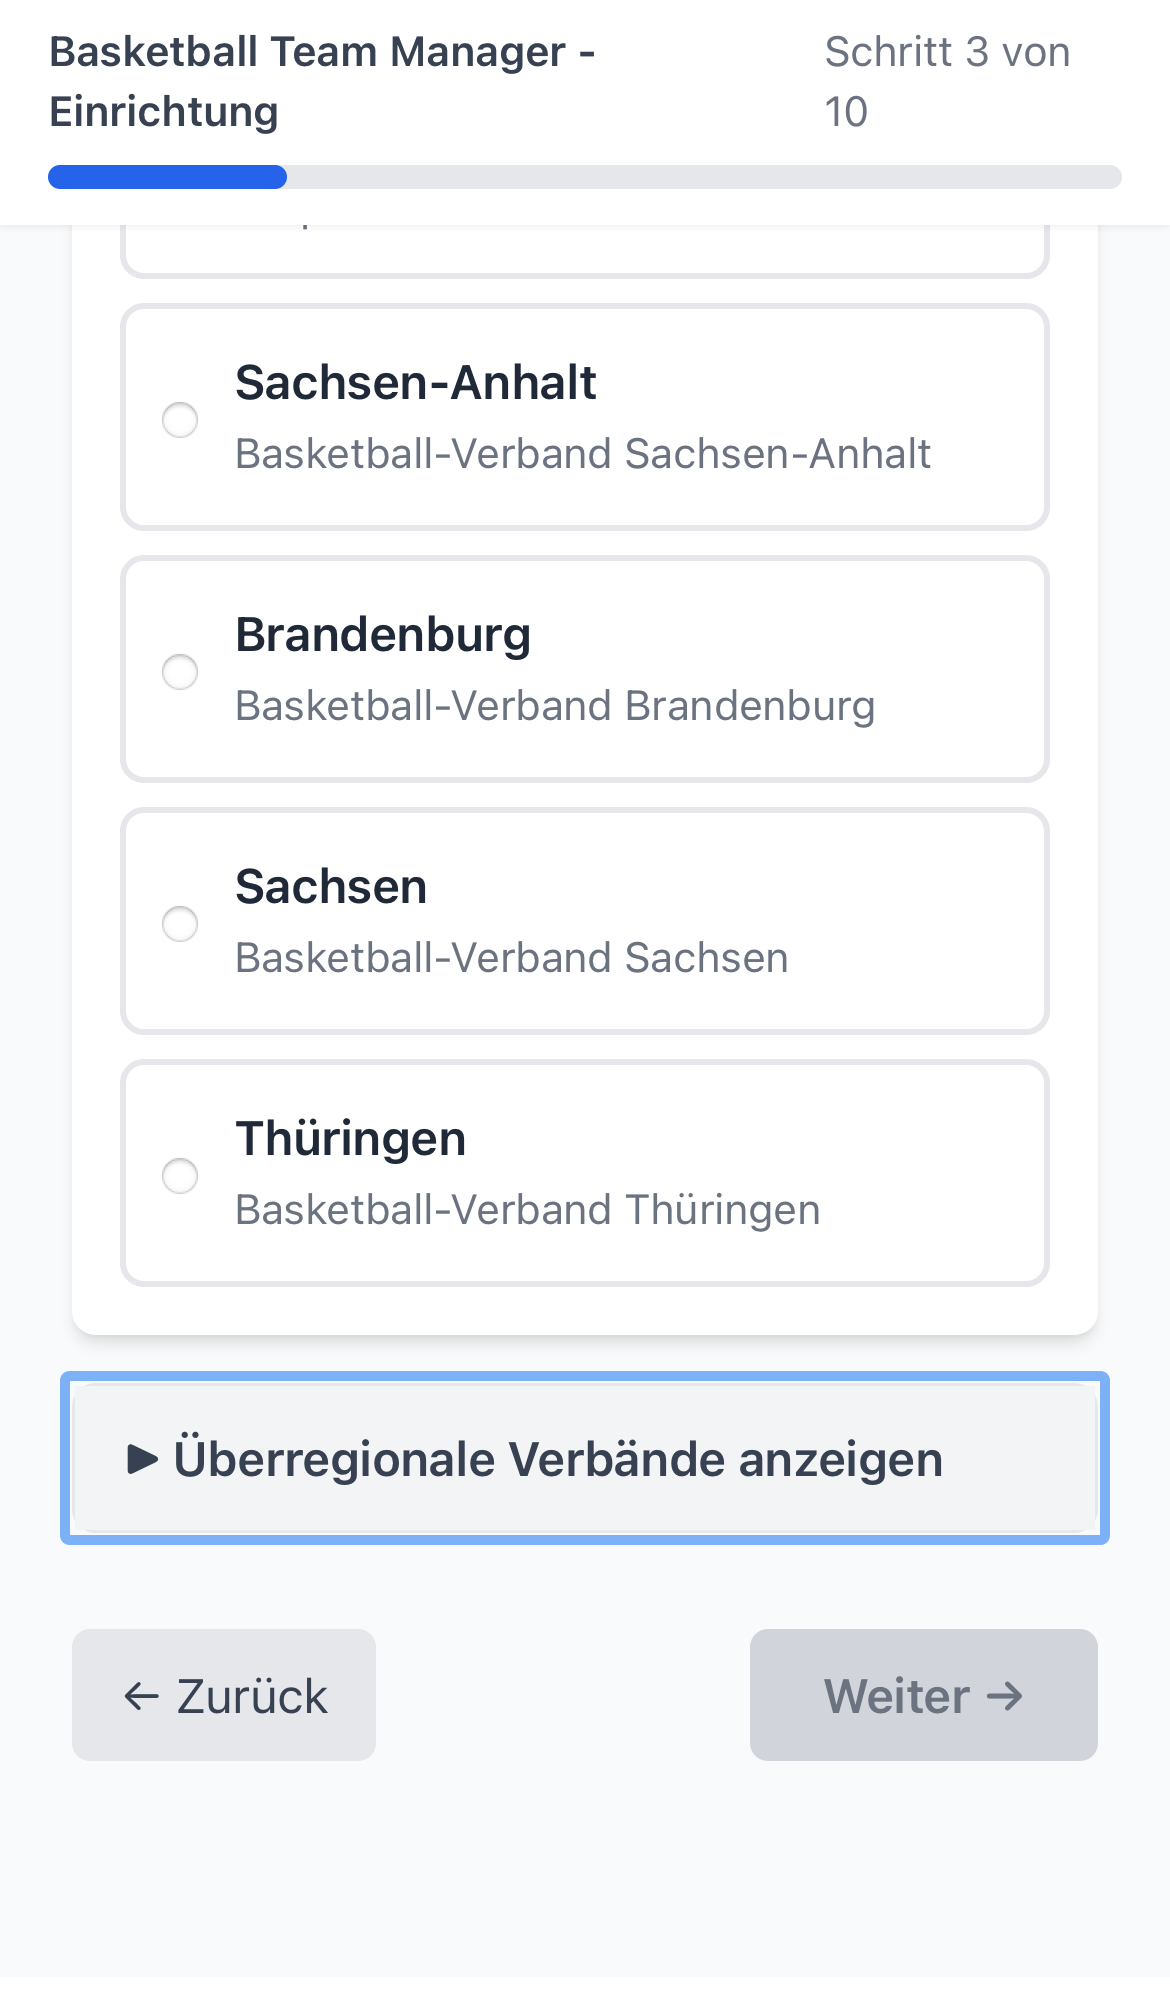 Basketball Team Manager -
Einrichtung
Schritt 3 von
10
Sachsen-Anhalt
Basketball-Verband Sachsen-Anhalt
Brandenburg
Basketball-Verband Brandenburg
Sachsen
Basketball-Verband Sachsen
Thüringen
Basketball-Verband Thüringen
▶ Überregionale Verbände anzeigen
← Zurück
Weiter →